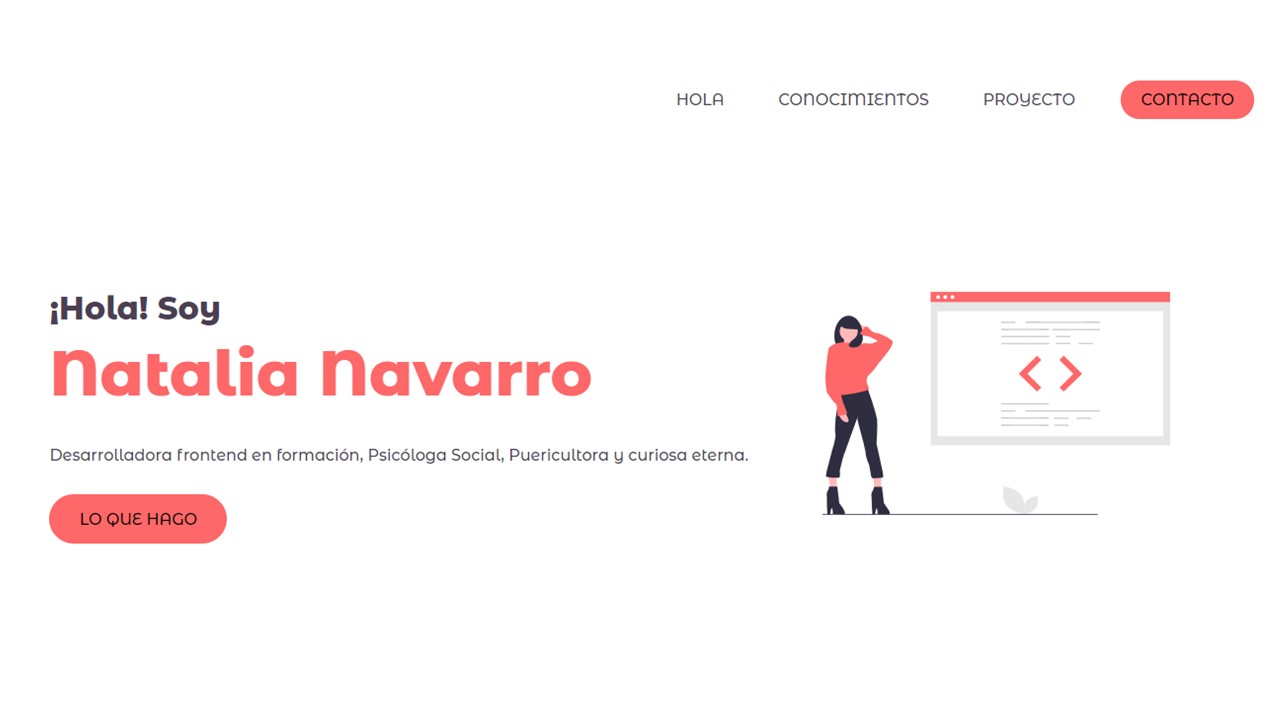 HOLA CONOCIMIENTOS PROYECTO CONTACTO
¡Hola! Soy
Natalia Navarro
Desarrolladora frontend en formación, Psicóloga Social, Puericultora y curiosa eterna.
LO QUE HAGO